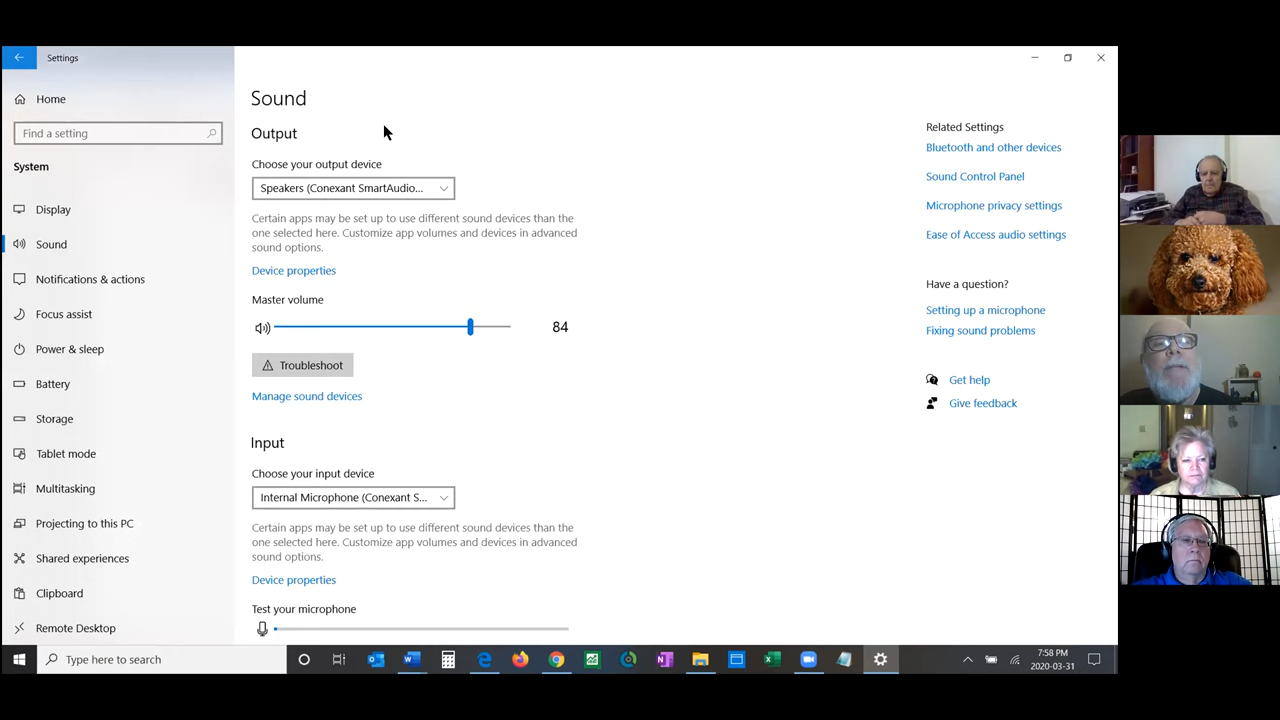 Settings
Home
Find a setting
System
Display
Sound
Notifications & actions
Focus assist
Power & sleep
Battery
Storage
Tablet mode
Multitasking
Projecting to this PC
Shared experiences
Clipboard
Remote Desktop
Sound
Output
Choose your output device
Speakers (Conexant SmartAudio...
Certain apps may be set up to use different sound devices than the
one selected here. Customize app volumes and devices in advanced
sound options.
Device properties
Master volume
84
Troubleshoot
Manage sound devices
Input
Choose your input device
Internal Microphone (Conexant S...
Certain apps may be set up to use different sound devices than the
one selected here. Customize app volumes and devices in advanced
sound options.
Device properties
Test your microphone
Related Settings
Bluetooth and other devices
Sound Control Panel
Microphone privacy settings
Ease of Access audio settings
Have a question?
Setting up a microphone
Fixing sound problems
Get help
Give feedback
Type here to search
7:58 PM
2020-03-31